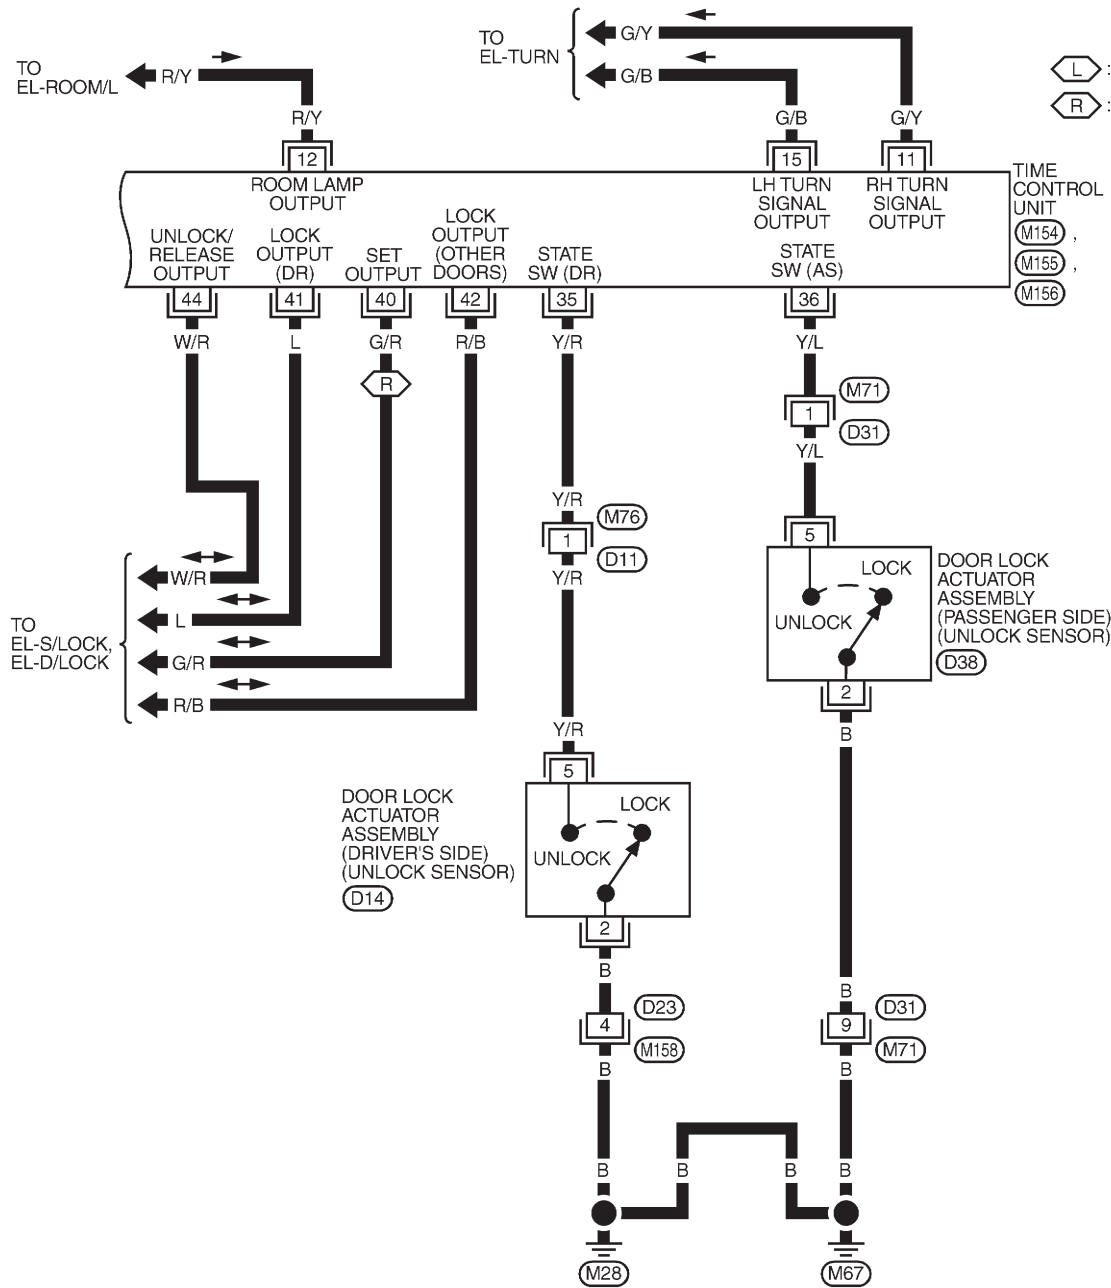 TO
EL-ROOM/L
R/Y
R/Y
TO
EL-TURN
G/Y
G/B
G/B
G/Y
L :
R :
12
15
11
ROOM LAMP
OUTPUT
LH TURN
SIGNAL
OUTPUT
RH TURN
SIGNAL
OUTPUT
TIME
CONTROL
UNIT
M154 ,
M155 ,
M156
UNLOCK/
RELEASE
OUTPUT
LOCK
OUTPUT
(DR)
SET
OUTPUT
LOCK
OUTPUT
(OTHER
DOORS)
STATE
SW (DR)
STATE
SW (AS)
44
41
40
42
35
36
W/R
L
G/R
R/B
Y/R
Y/L
R
M71
1
D31
Y/L
Y/R
M76
1
D11
Y/R
5
LOCK
UNLOCK
DOOR LOCK
ACTUATOR
ASSEMBLY
(PASSENGER SIDE)
(UNLOCK SENSOR)
D38
2
B
TO
EL-S/LOCK,
EL-D/LOCK
W/R
L
G/R
R/B
Y/R
5
DOOR LOCK
ACTUATOR
ASSEMBLY
(DRIVER'S SIDE)
(UNLOCK SENSOR)
D14
LOCK
UNLOCK
2
B
B
D23
4
M158
B
D31
9
M71
B
B
B
B
B
M28
M67